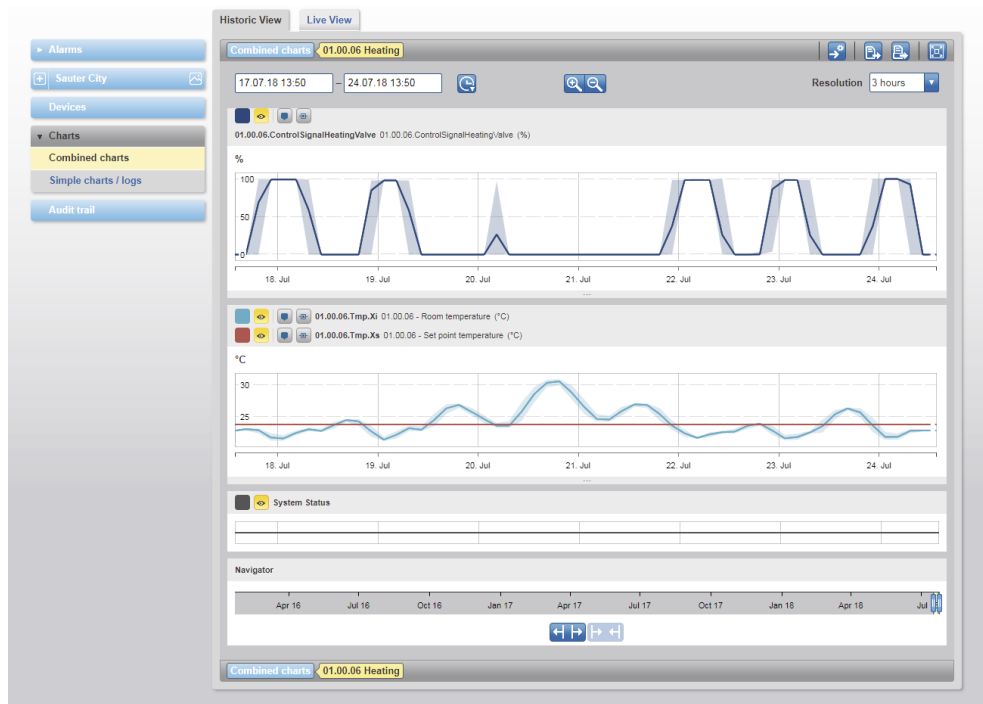 Historic View Live View
Alarms
Sauter City
Devices
Charts
Combined charts
Simple charts / logs
Audit trail
Combined charts 01.00.06 Heating
17.07.18 13:50 – 24.07.18 13:50 Resolution 3 hours
01.00.06.ControlSignalHeatingValve 01.00.06.ControlSignalHeatingValve (%)
%
100
50
0
18. Jul 19. Jul 20. Jul 21. Jul 22. Jul 23. Jul 24. Jul
...
01.00.06.Tmp.Xi 01.00.06 - Room temperature (°C)
01.00.06.Tmp.Xs 01.00.06 - Set point temperature (°C)
°C
30
25
18. Jul 19. Jul 20. Jul 21. Jul 22. Jul 23. Jul 24. Jul
...
System Status
Navigator
Apr 16 Jul 16 Oct 16 Jan 17 Apr 17 Jul 17 Oct 17 Jan 18 Apr 18 Jul
Combined charts 01.00.06 Heating